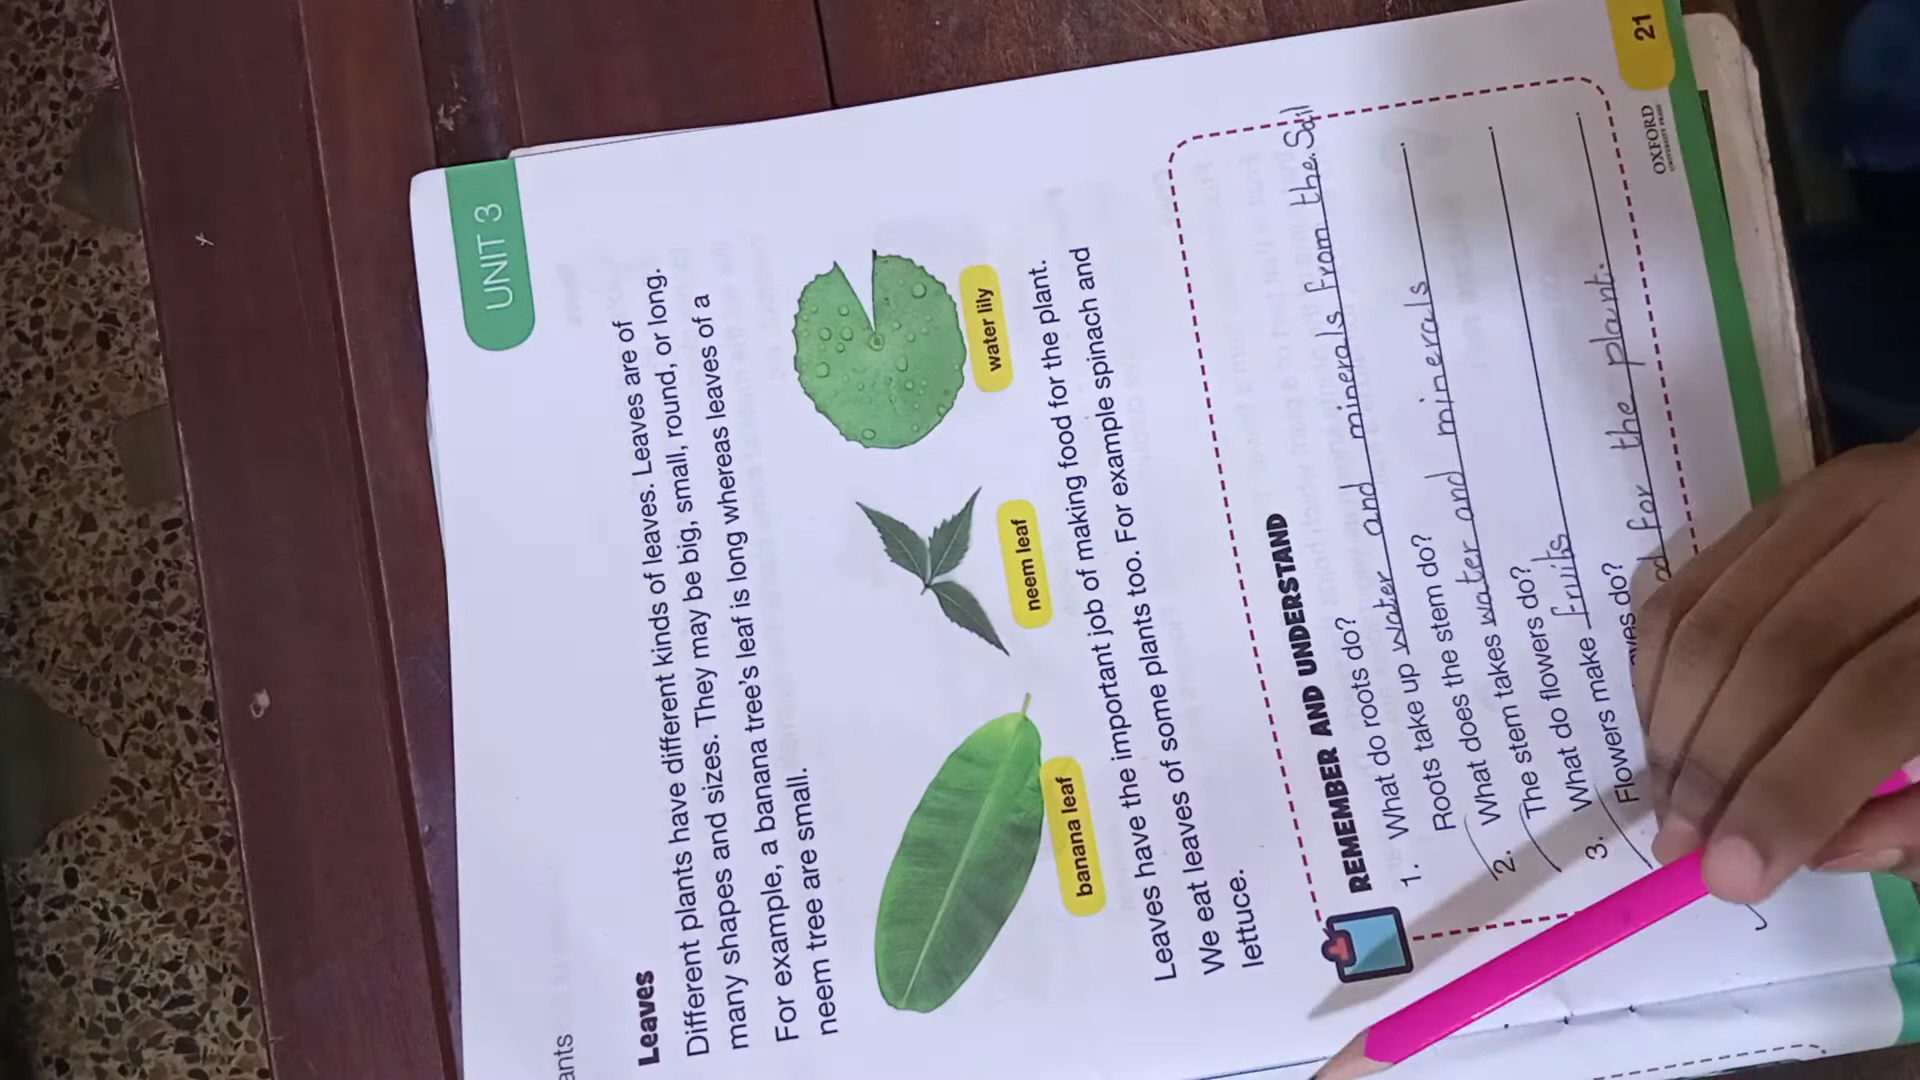 ants
UNIT 3
Leaves
Different plants have different kinds of leaves. Leaves are of
many shapes and sizes. They may be big, small, round, or long.
For example, a banana tree's leaf is long whereas leaves of a
neem tree are small.
banana leaf
neem leaf
water lily
Leaves have the important job of making food for the plant.
We eat leaves of some plants too. For example spinach and
lettuce.
REMEMBER AND UNDERSTAND
1. What do roots do?
Roots take up water and minerals from the Soil.
2. What does the stem do?
The stem takes water and minerals.
3. What do flowers do?
Flowers make fruits.
do?
for the plant.
OXFORD
UNIVERSITY PRESS
21